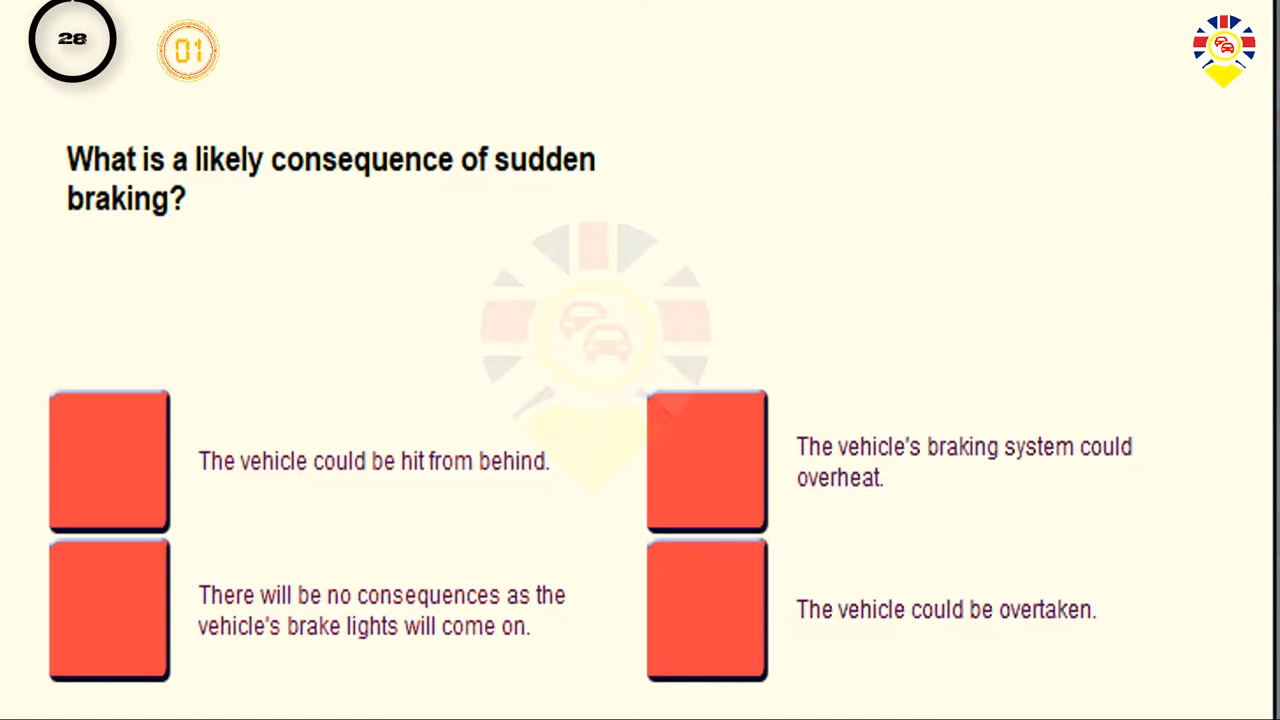 28
01
What is a likely consequence of sudden
braking?
The vehicle could be hit from behind.
The vehicle's braking system could
overheat.
There will be no consequences as the
vehicle's brake lights will come on.
The vehicle could be overtaken.